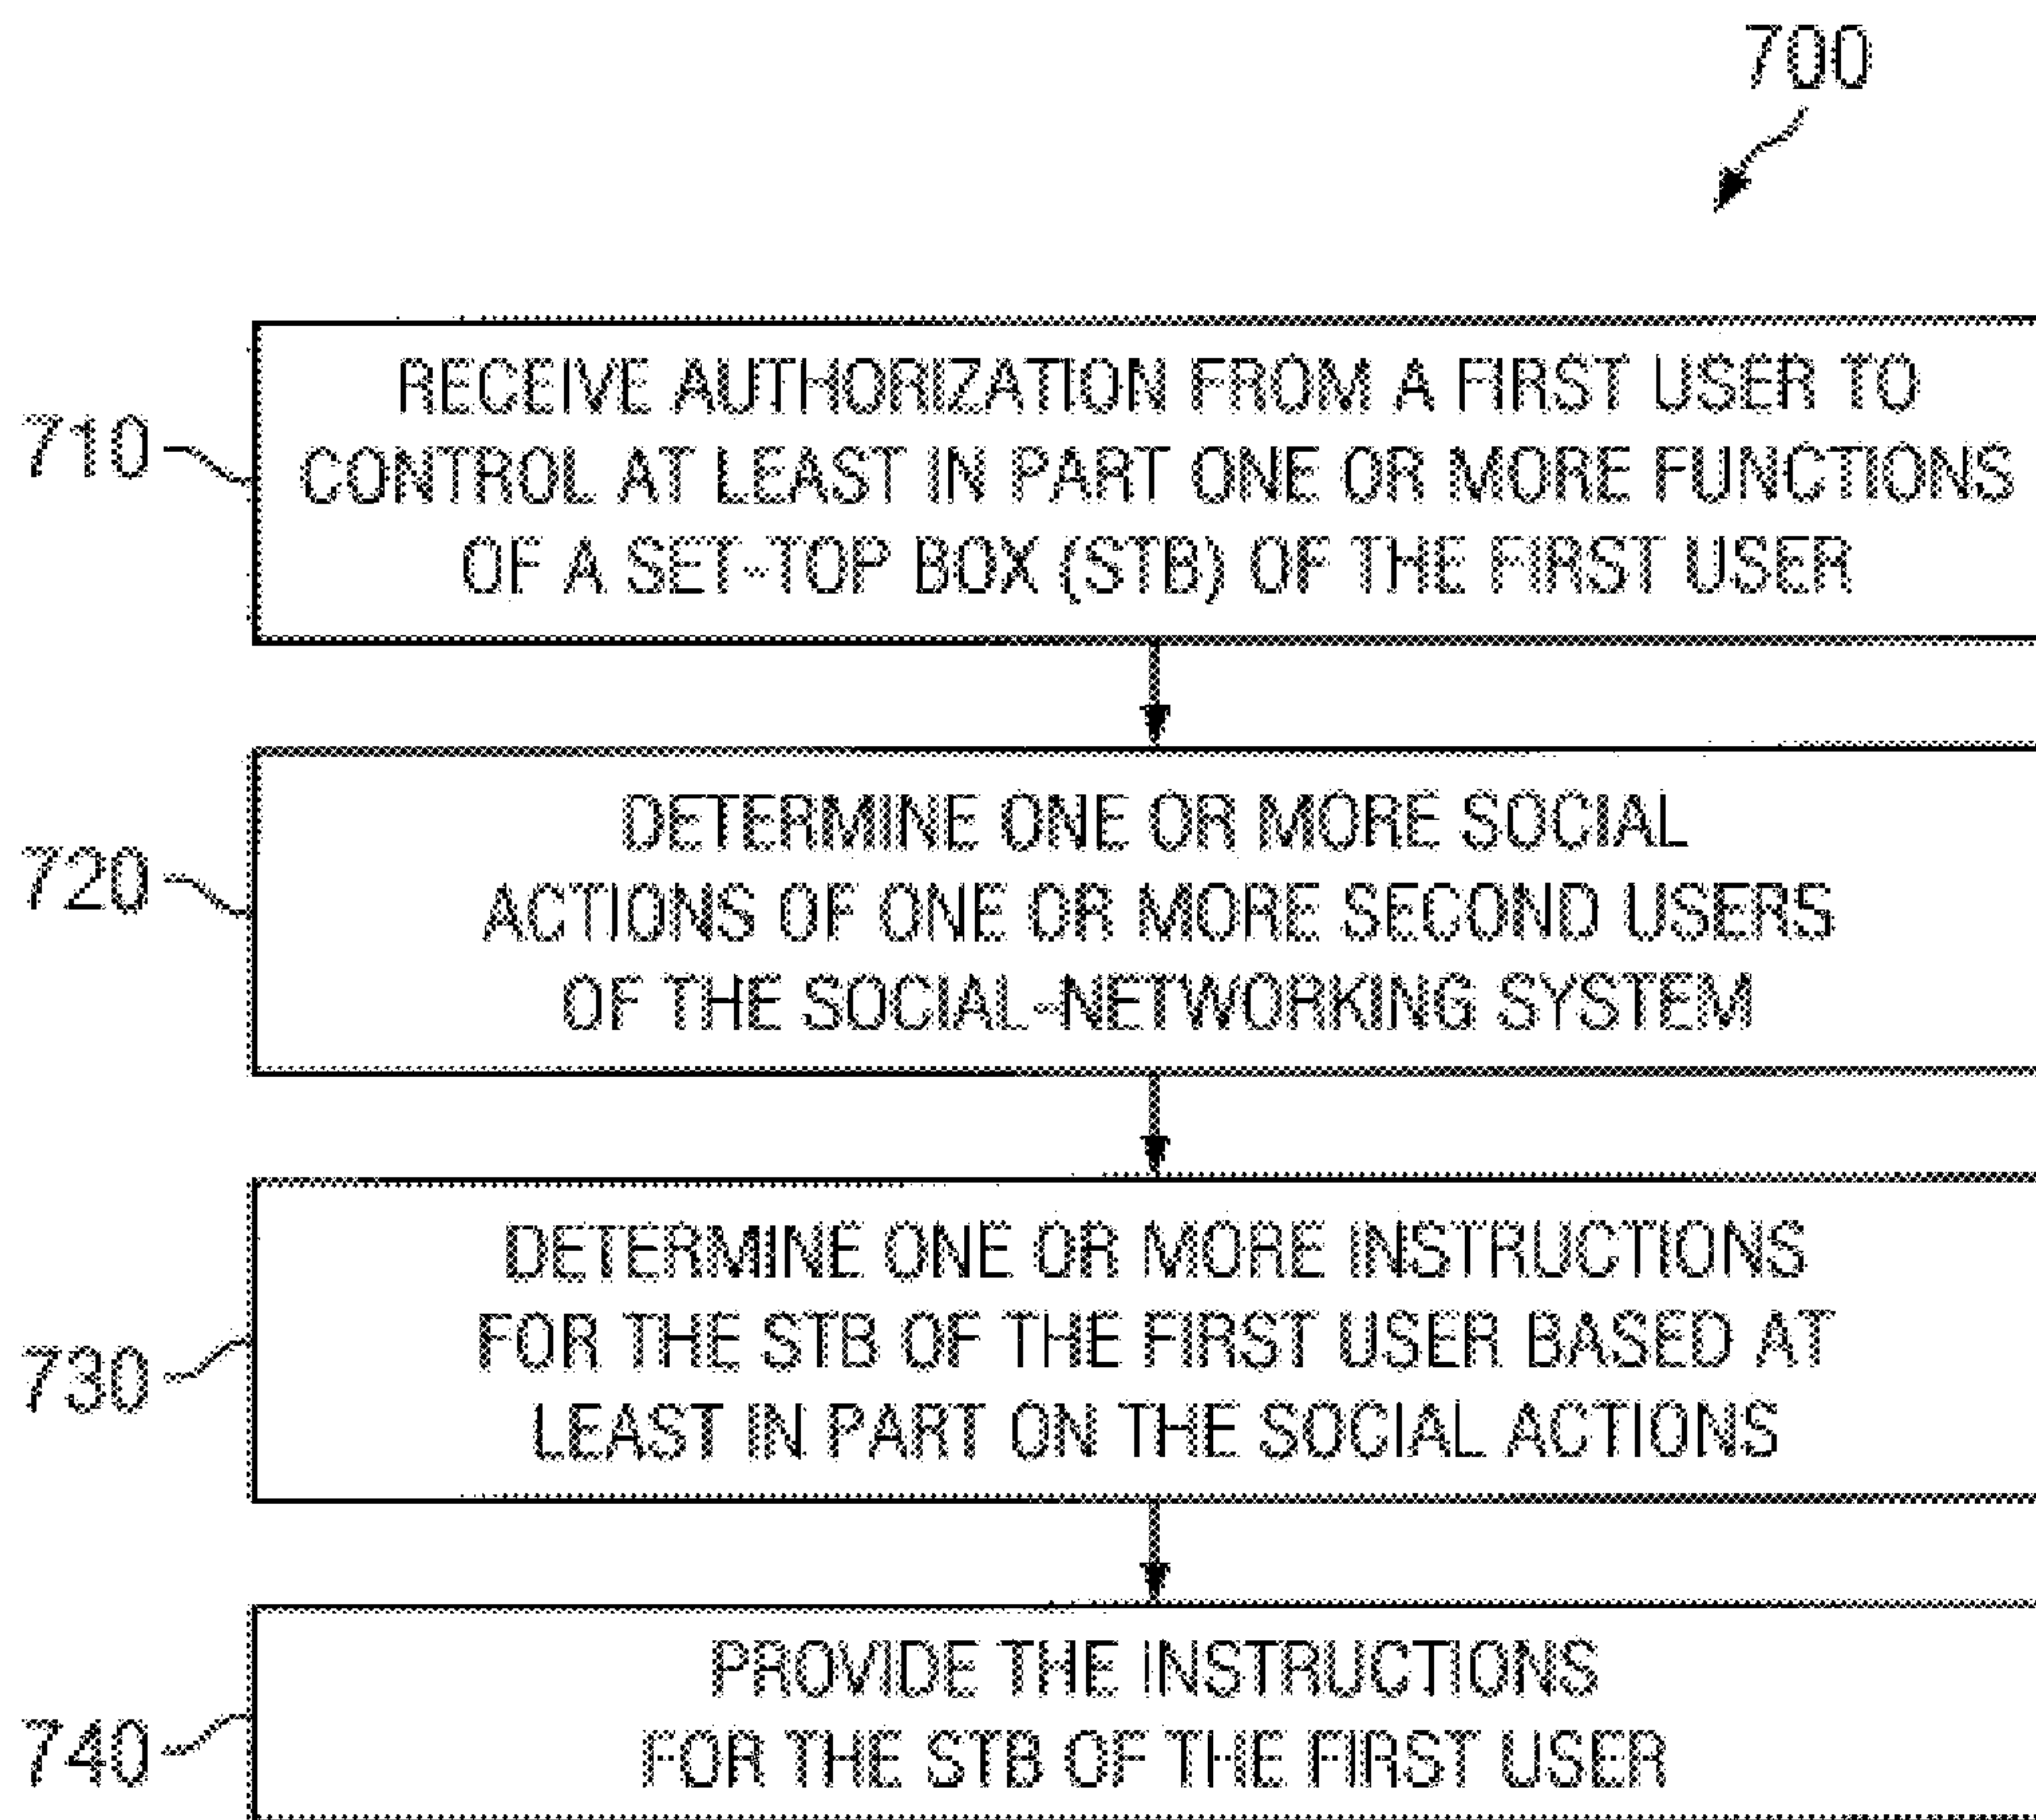 700
710
RECEIVE AUTHORIZATION FROM A FIRST USER TO
CONTROL AT LEAST IN PART ONE OR MORE FUNCTIONS
OF A SET-TOP BOX (STB) OF THE FIRST USER
720
DETERMINE ONE OR MORE SOCIAL
ACTIONS OF ONE OR MORE SECOND USERS
OF THE SOCIAL-NETWORKING SYSTEM
730
DETERMINE ONE OR MORE INSTRUCTIONS
FOR THE STB OF THE FIRST USER BASED AT
LEAST IN PART ON THE SOCIAL ACTIONS
740
PROVIDE THE INSTRUCTIONS
FOR THE STB OF THE FIRST USER